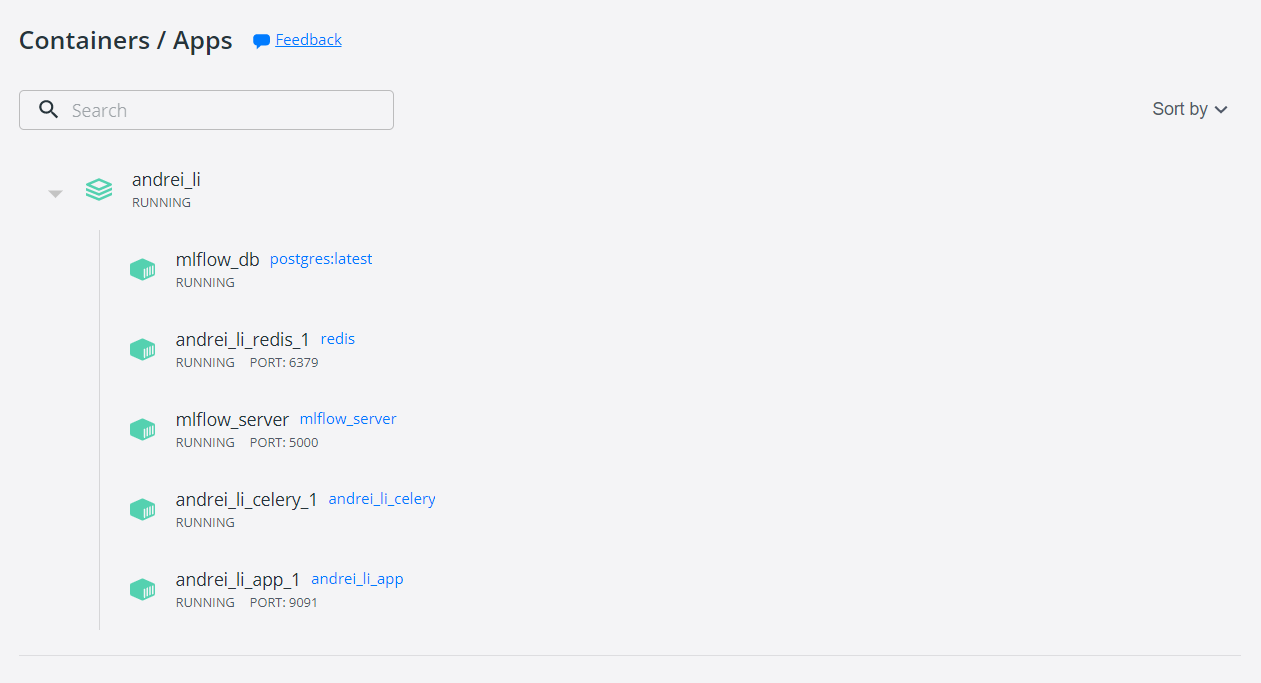 Containers / Apps Feedback
Search
Sort by
andrei_li
RUNNING
mlflow_db postgres:latest
RUNNING
andrei_li_redis_1 redis
RUNNING PORT: 6379
mlflow_server mlflow_server
RUNNING PORT: 5000
andrei_li_celery_1 andrei_li_celery
RUNNING
andrei_li_app_1 andrei_li_app
RUNNING PORT: 9091